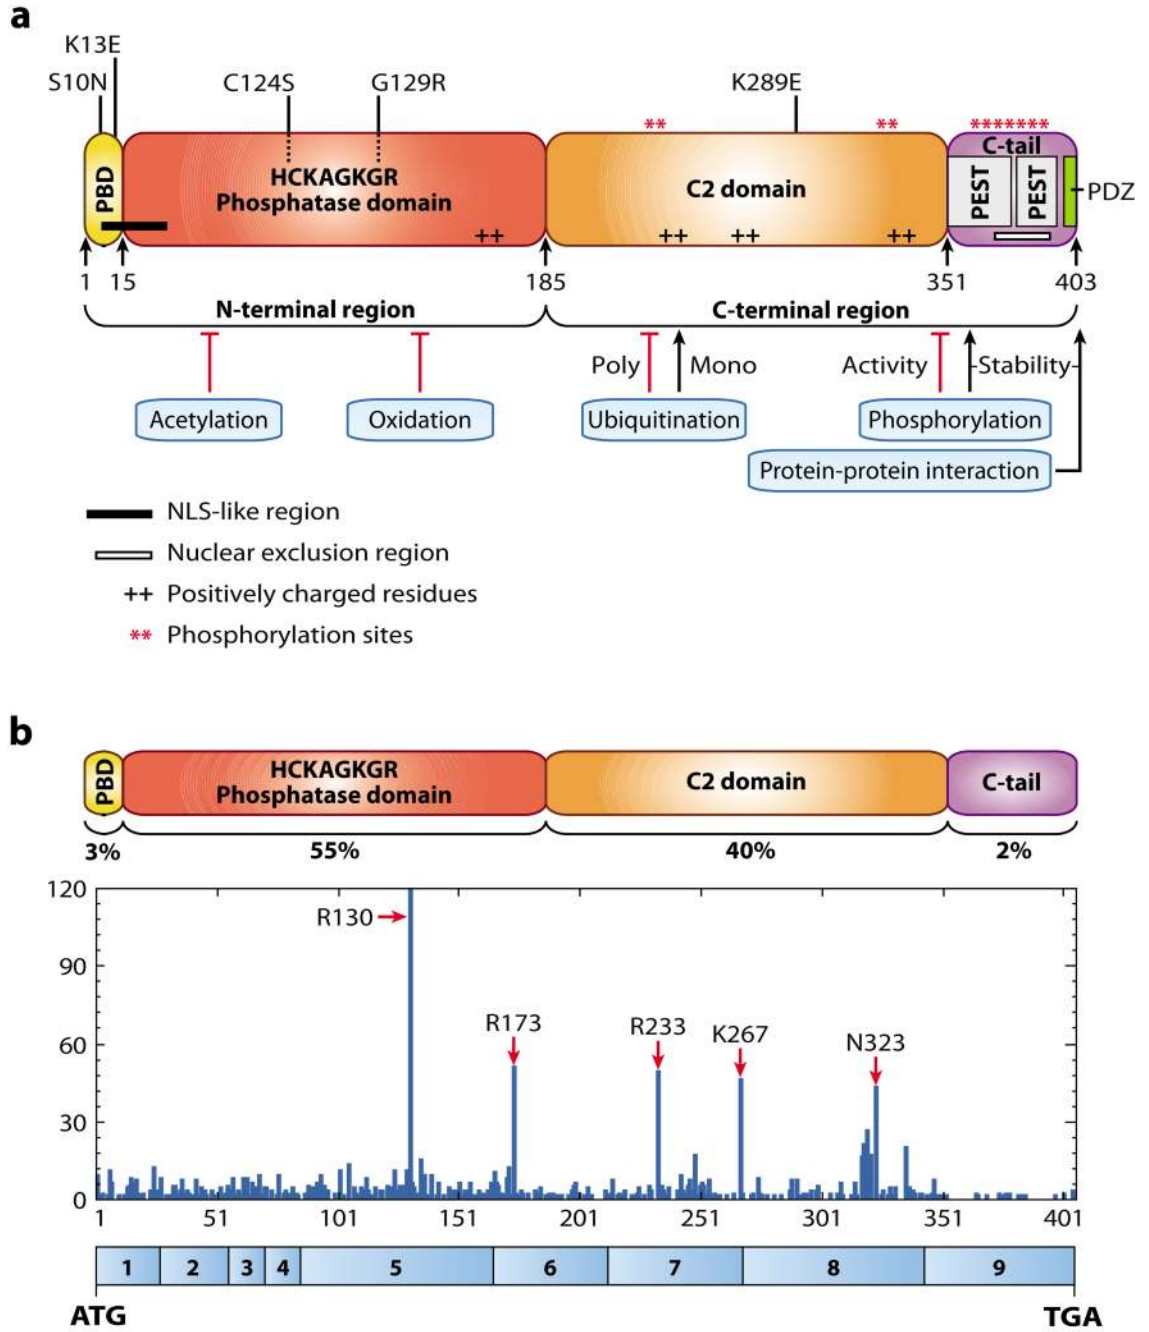 a
K13E
S10N
C124S
G129R
K289E
**
**
*******
PBD
HCKAGKGR
Phosphatase domain
C2 domain
C-tail
PEST
PEST
PDZ
++
++
++
++
1
15
185
351
403
N-terminal region
C-terminal region
Poly
Mono
Activity
Stability
Acetylation
Oxidation
Ubiquitination
Phosphorylation
Protein-protein interaction
NLS-like region
Nuclear exclusion region
++ Positively charged residues
** Phosphorylation sites
b
PBD
HCKAGKGR
Phosphatase domain
C2 domain
C-tail
3%
55%
40%
2%
120
90
60
30
0
R130
R173
R233
K267
N323
1 51 101 151 201 251 301 351 401
1 2 3 4 5 6 7 8 9
ATG
TGA